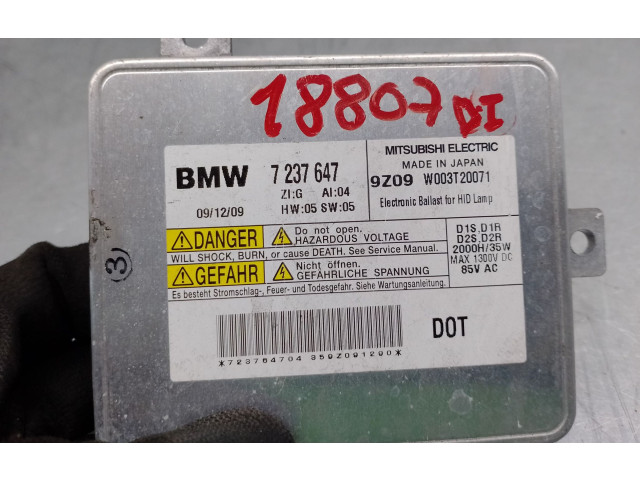 18807 D-I
BMW 7 237 647
ZI:G AI:04
09/12/09 HW:05 SW:05
MITSUBISHI ELECTRIC
MADE IN JAPAN
9Z09 W003T20071
Electronic Ballast for HID Lamp
DANGER Do not open.
HAZARDOUS VOLTAGE
WILL SHOCK, BURN, or cause DEATH. See Service Manual.
GEFAHR Nicht öffnen.
GEFÄHRLICHE SPANNUNG
Es besteht Stromschlag-, Feuer- und Todesgefahr. Siehe Wartungsanleitung.
D1S,D1R
D2S,D2R
2000H/35W
MAX 1300V DC
85V AC
3
*723764704 359Z091290*
DOT